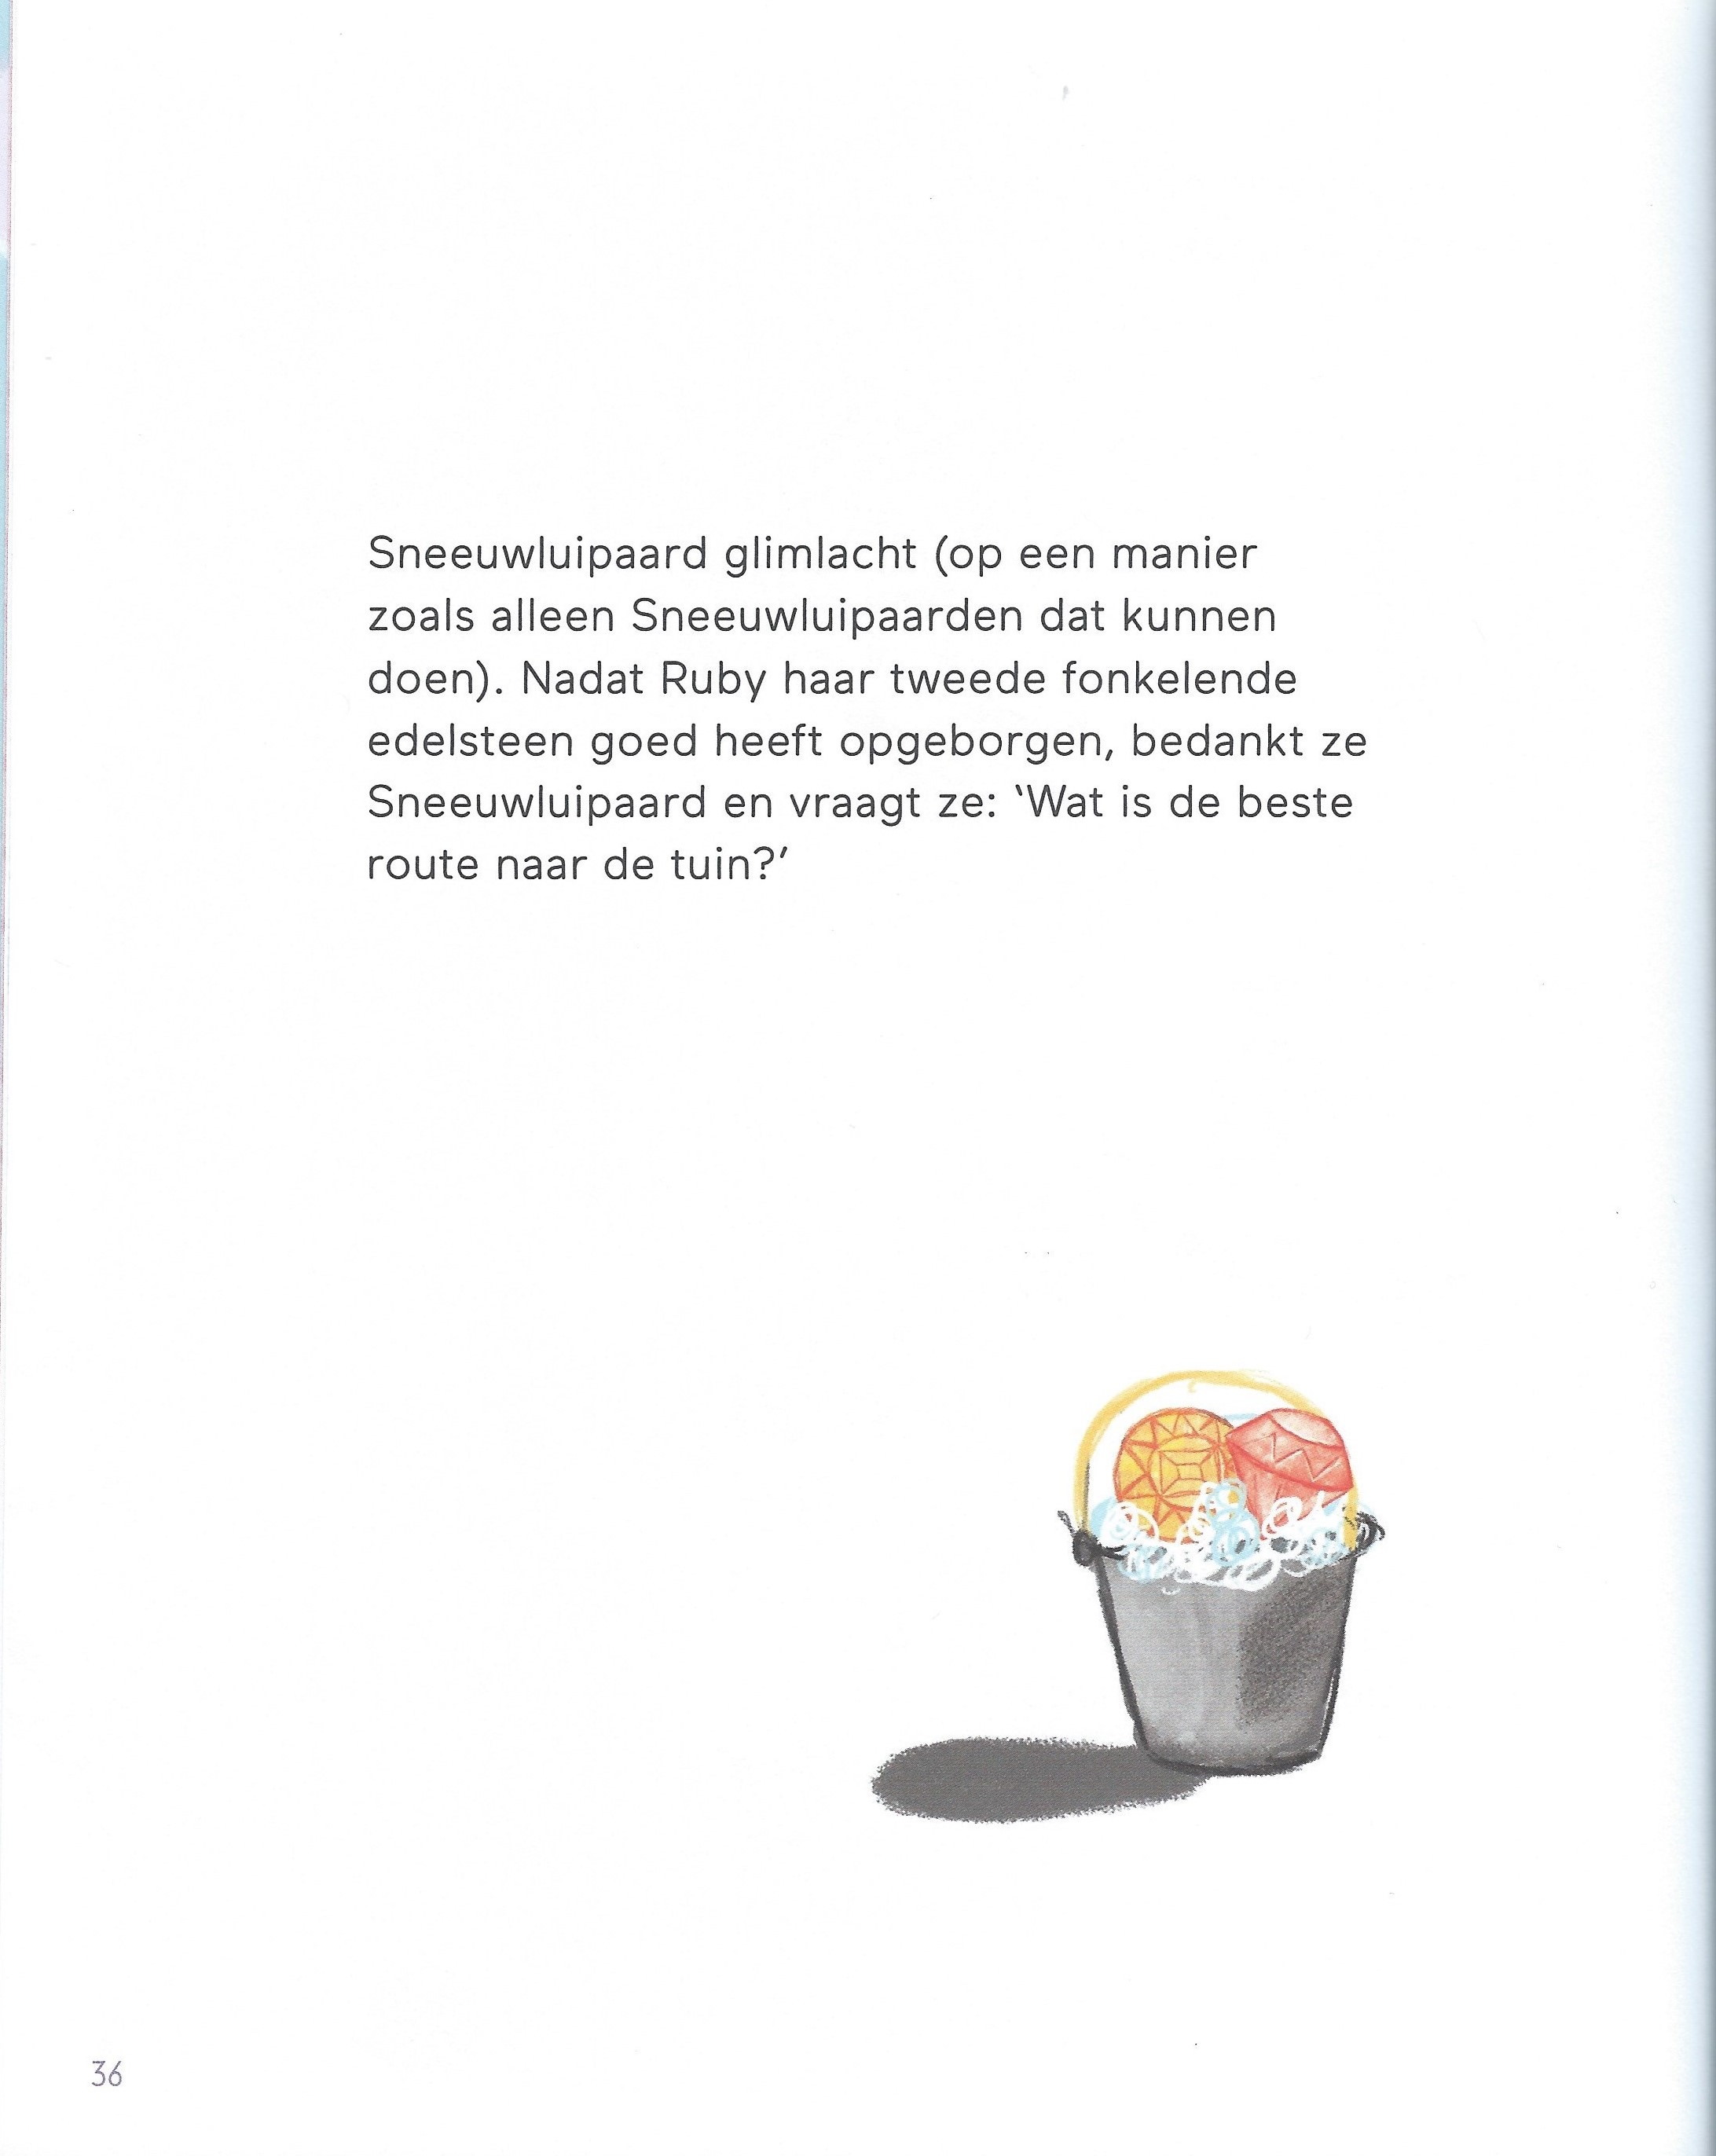 Sneeuwluipaard glimlacht (op een manier
zoals alleen Sneeuwluipaarden dat kunnen
doen). Nadat Ruby haar tweede fonkelende
edelsteen goed heeft opgeborgen, bedankt ze
Sneeuwluipaard en vraagt ze: ‘Wat is de beste
route naar de tuin?’
36